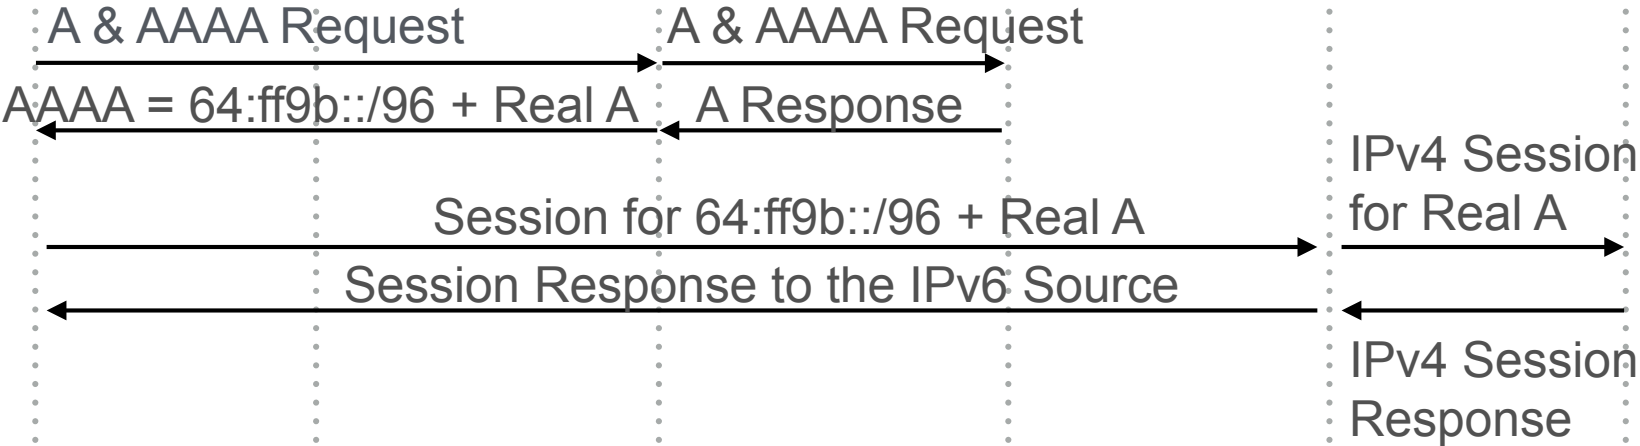 A & AAAA Request
A & AAAA Request
AAAA = 64:ff9b::/96 + Real A
A Response
IPv4 Session
for Real A
Session for 64:ff9b::/96 + Real A
Session Response to the IPv6 Source
IPv4 Session
Response